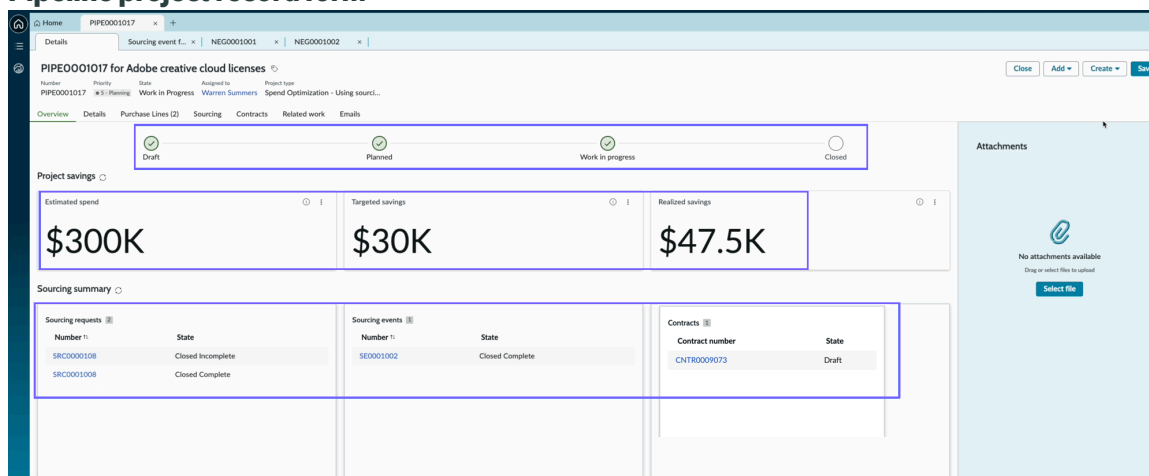 Pipeline project record form
Home PIPE0001017 × +
Details Sourcing event f... × NEG0001001 × NEG0001002 ×
PIPE0001017 for Adobe creative cloud licenses
Close Add Create Sav
Number Priority State Assigned to Project type
PIPE0001017 5 - Planning Work in Progress Warren Summers Spend Optimization - Using sourci...
Overview Details Purchase Lines (2) Sourcing Contracts Related work Emails
Draft Planned Work in progress Closed
Attachments
Project savings
Estimated spend Targeted savings Realized savings
$300K $30K $47.5K
No attachments available
Drag or select files to upload
Select file
Sourcing summary
Sourcing requests 2 Sourcing events 1 Contracts 1
Number State Number State Contract number State
SRC0000108 Closed Incomplete SE0001002 Closed Complete CNTR0009073 Draft
SRC0001008 Closed Complete